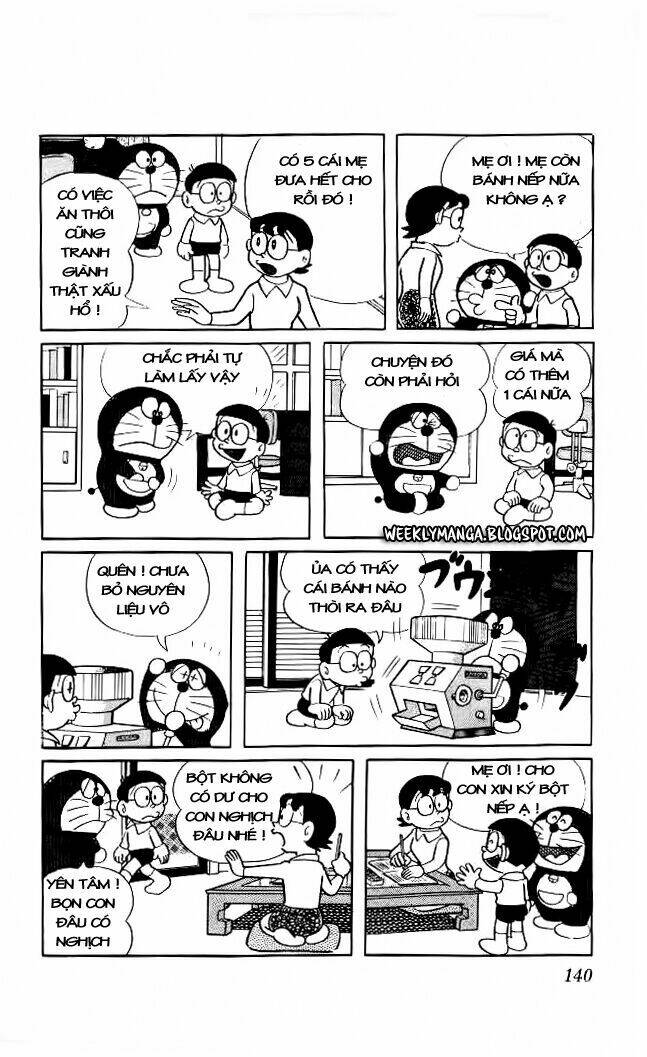 MẸ ƠI ! MẸ CÒN
BÁNH NẾP NỮA
KHÔNG Ạ ?
CÓ 5 CÁI MẸ
ĐƯA HẾT CHO
RỒI ĐÓ !
CÓ VIỆC
ĂN THÔI
CŨNG
TRANH
GIÀNH
THẬT XẤU
HỔ !
GIÁ MÀ
CÓ THÊM
1 CÁI NỮA
CHUYỆN ĐÓ
CÒN PHẢI HỎI
WEEKLYMANGA.BLOGSPOT.COM
CHẮC PHẢI TỰ
LÀM LẤY VẬY
ブウン
ỦA CÓ THẤY
CÁI BÁNH NÀO
THÒI RA ĐÂU
QUÊN ! CHƯA
BỎ NGUYÊN
LIỆU VÔ
MẸ ƠI ! CHO
CON XIN KÝ BỘT
NẾP Ạ !
BỘT KHÔNG
CÓ DƯ CHO
CON NGHỊCH
ĐÂU NHÉ !
YÊN TÂM !
BỌN CON
ĐÂU CÓ
NGHỊCH
140